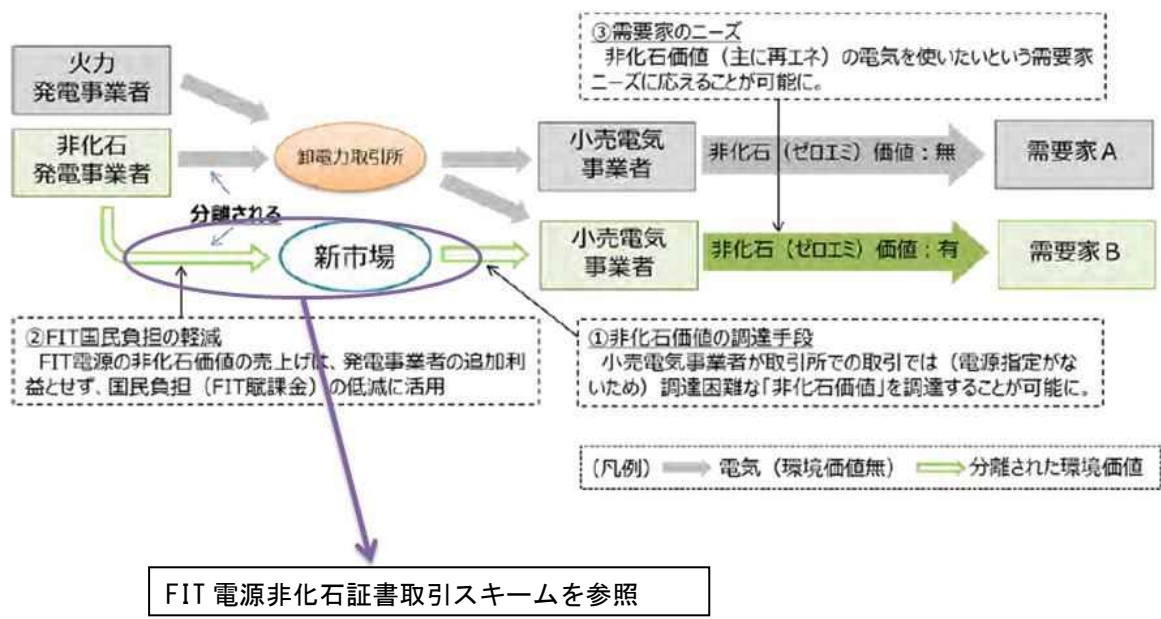 ③需要家のニーズ
非化石価値（主に再エネ）の電気を使いたいという需要家
ニーズに応えることが可能に。
火力
発電事業者
非化石
発電事業者
卸電力取引所
小売電気
事業者
非化石（ゼロエミ）価値：無
需要家A
分離される
新市場
小売電気
事業者
非化石（ゼロエミ）価値：有
需要家B
②FIT国民負担の軽減
FIT電源の非化石価値の売上げは、発電事業者の追加利
益とせず、国民負担（FIT賦課金）の低減に活用
①非化石価値の調達手段
小売電気事業者が取引所での取引では（電源指定がな
いため）調達困難な「非化石価値」を調達することが可能に。
（凡例） 電気（環境価値無） 分離された環境価値
FIT 電源非化石証書取引スキームを参照